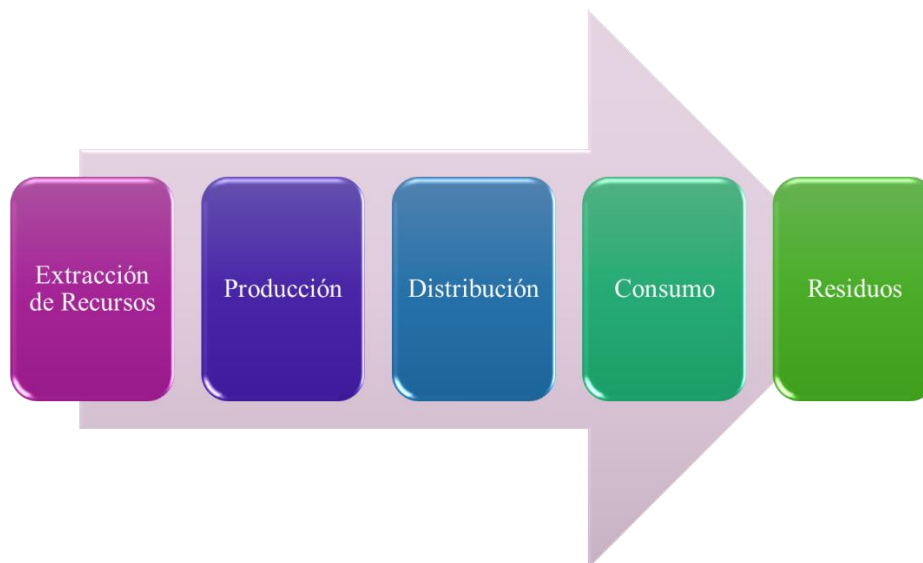 Extracción
de Recursos
Producción
Distribución
Consumo
Residuos